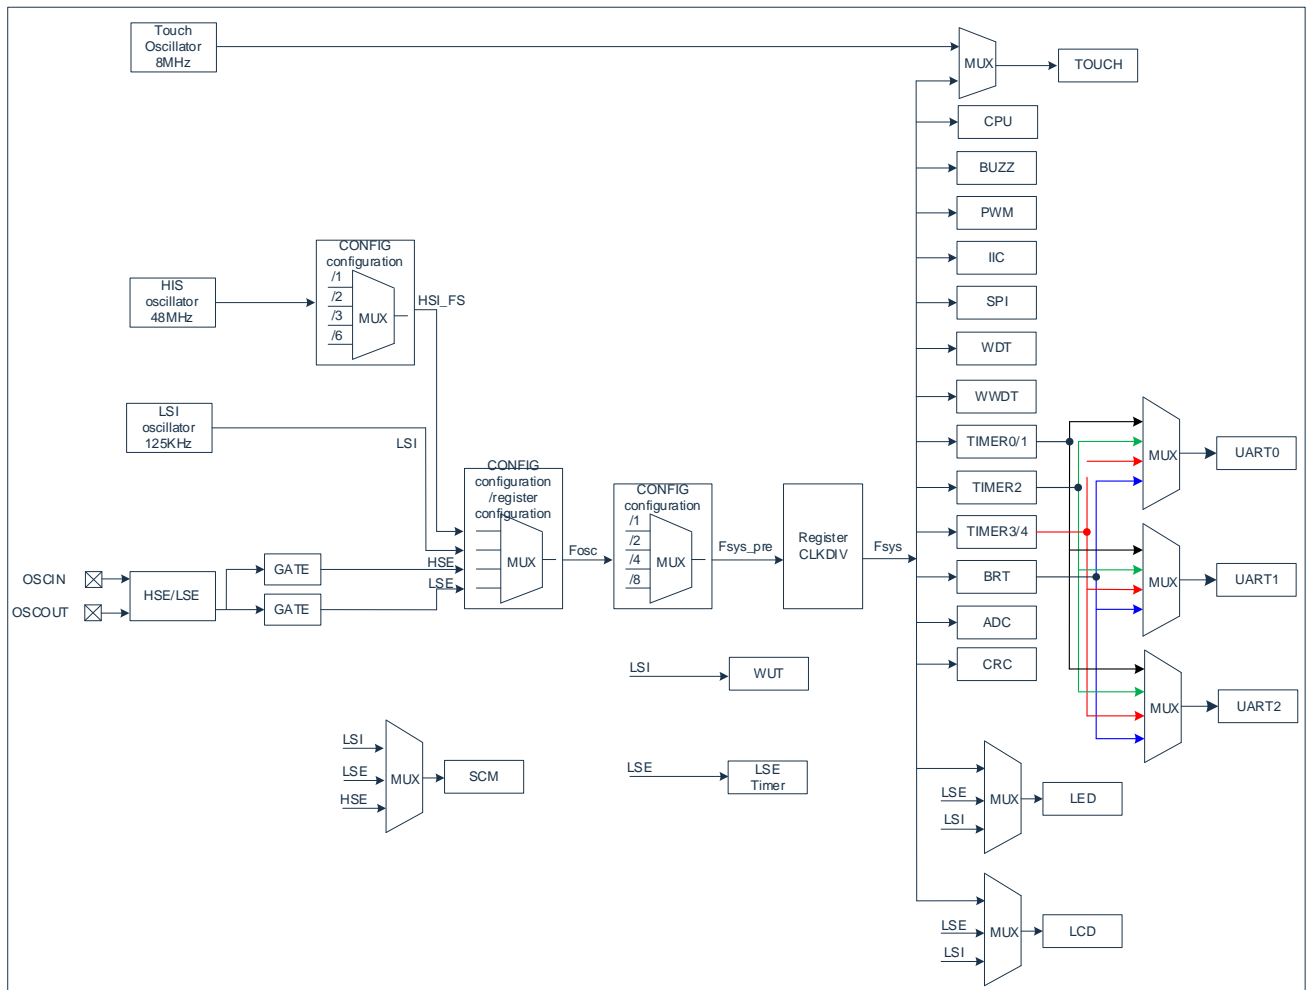 Touch
Oscillator
8MHz
MUX
TOUCH
CPU
BUZZ
PWM
IIC
SPI
WDT
WWDT
TIMER0/1
TIMER2
TIMER3/4
BRT
ADC
CRC
CONFIG
configuration
/1
/2
/3
/6
MUX
HSI_FS
HIS
oscillator
48MHz
LSI
oscillator
125KHz
LSI
CONFIG
configuration
/register
configuration
MUX
HSE
LSE
Fosc
CONFIG
configuration
/1
/2
/4
/8
MUX
Fsys_pre
Register
CLKDIV
Fsys
OSCIN
OSCOUT
HSE/LSE
GATE
GATE
MUX
UART0
MUX
UART1
MUX
UART2
LSI
WUT
LSE
LSE
Timer
LSI
LSE
HSE
MUX
SCM
LSE
LSI
MUX
LED
LSE
LSI
MUX
LCD